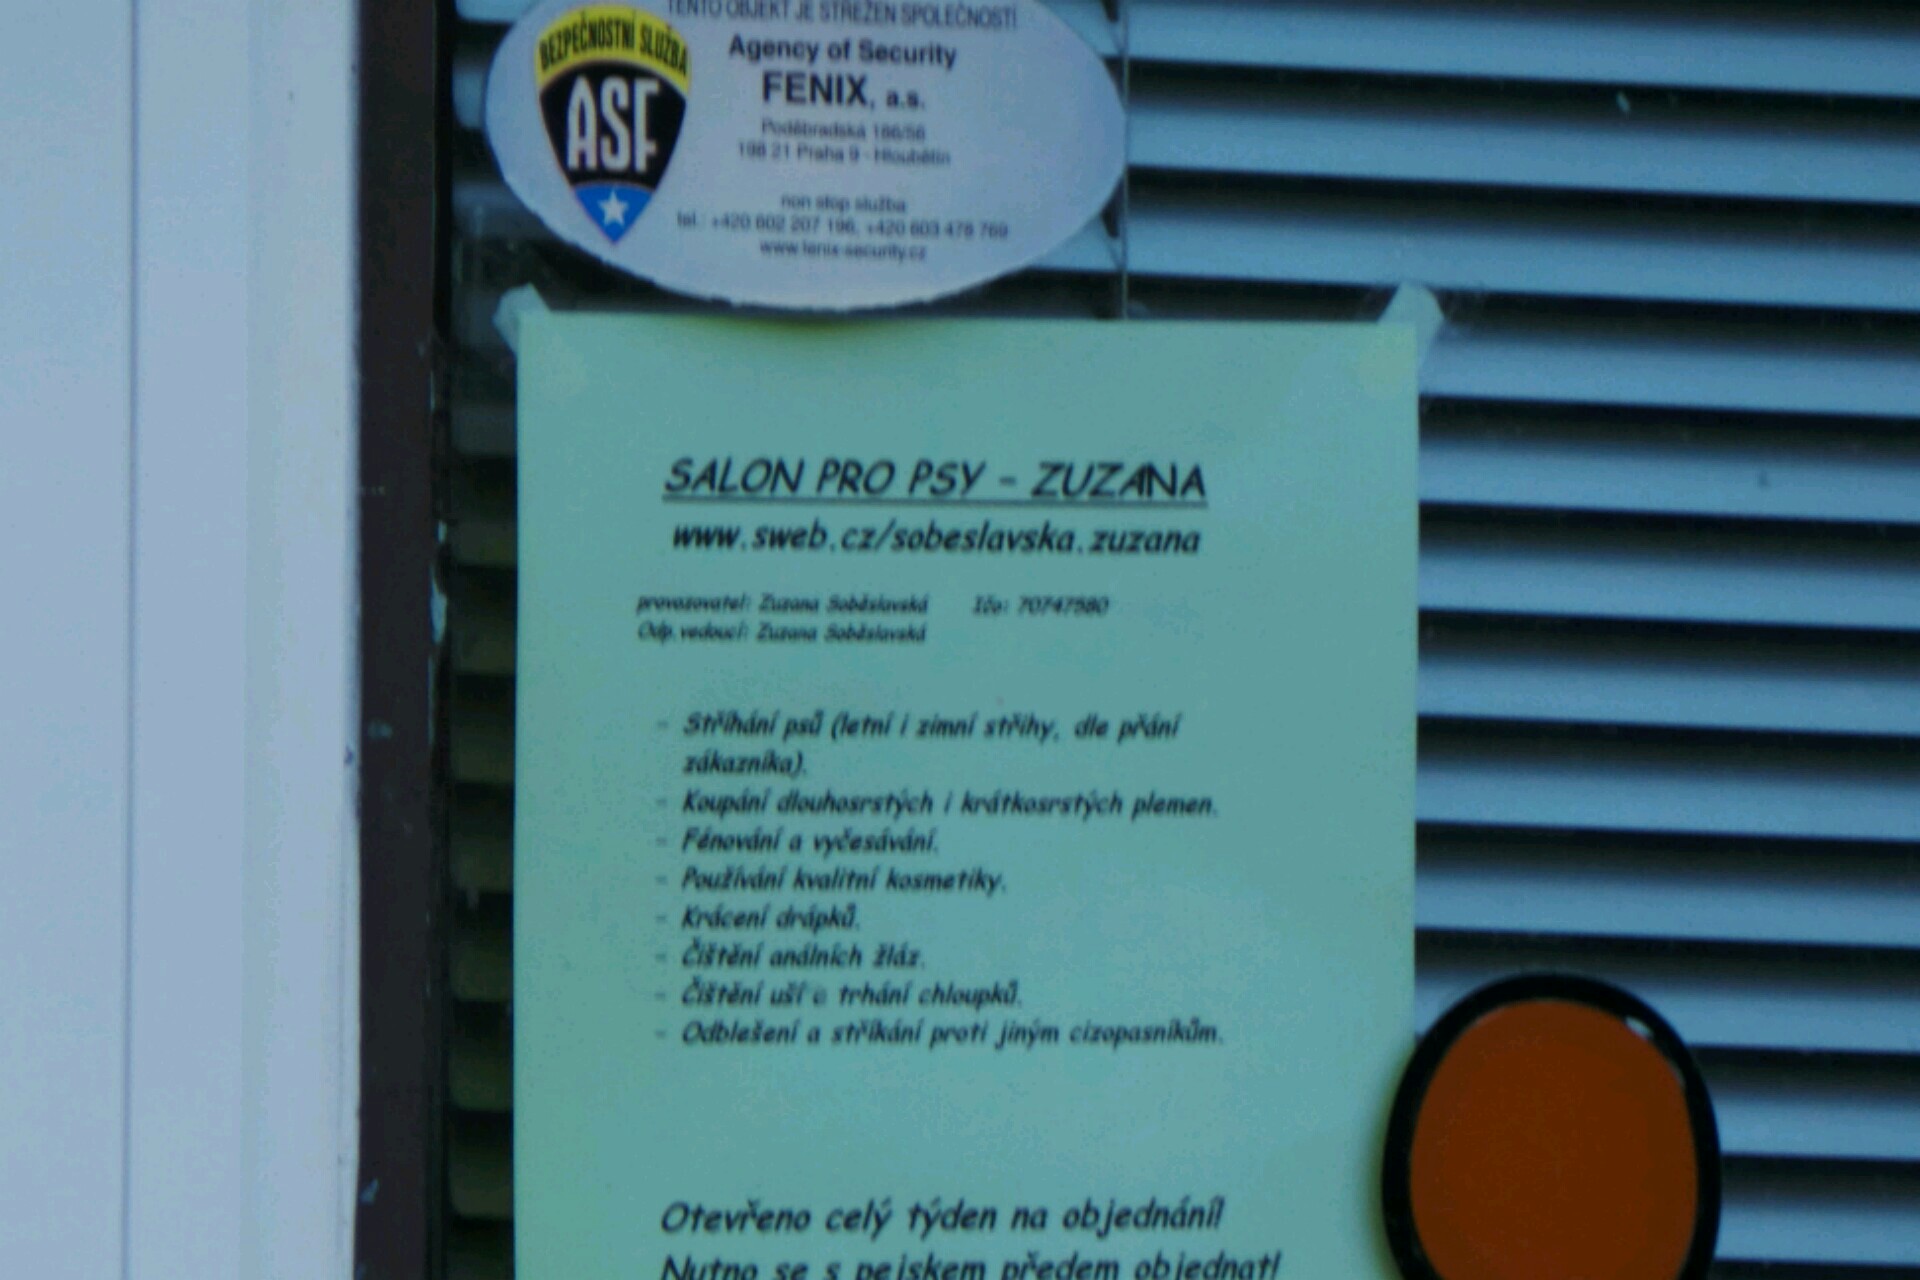 TENTO OBJEKT JE STŘEŽEN SPOLEČNOSTÍ
BEZPEČNOSTNÍ SLUŽBA
ASF
Agency of Security
FENIX, a.s.
Poděbradská 186/56
198 21 Praha 9 - Hloubětín
non stop služba
tel.: +420 602 207 196, +420 603 478 769
www.fenix-security.cz
SALON PRO PSY - ZUZANA
www.sweb.cz/sobeslavska.zuzana
provozovatel: Zuzana Soběslavská Ičo: 70747580
Odp.vedoucí: Zuzana Soběslavská
- Stříhání psů (letní i zimní střihy, dle přání
zákazníka).
- Koupání dlouhosrstých i krátkosrstých plemen.
- Fénování a vyčesávání.
- Používání kvalitní kosmetiky.
- Krácení drápků.
- Čištění análních žláz.
- Čištění uší a trhání chloupků.
- Odblešení a stříkání proti jiným cizopasníkům.
Otevřeno celý týden na objednání!
Nutno se s pejskem předem objednat!